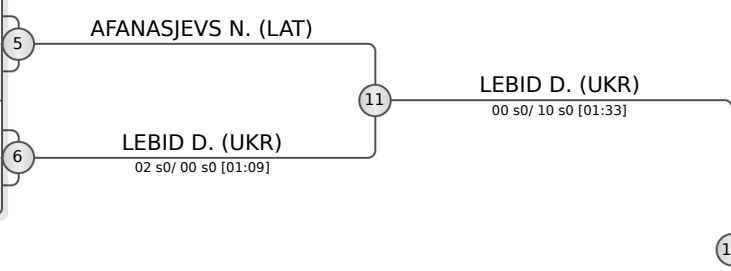 AFANASJEVS N. (LAT)
5
LEBID D. (UKR)
11
00 s0/ 10 s0 [01:33]
LEBID D. (UKR)
6
02 s0/ 00 s0 [01:09]